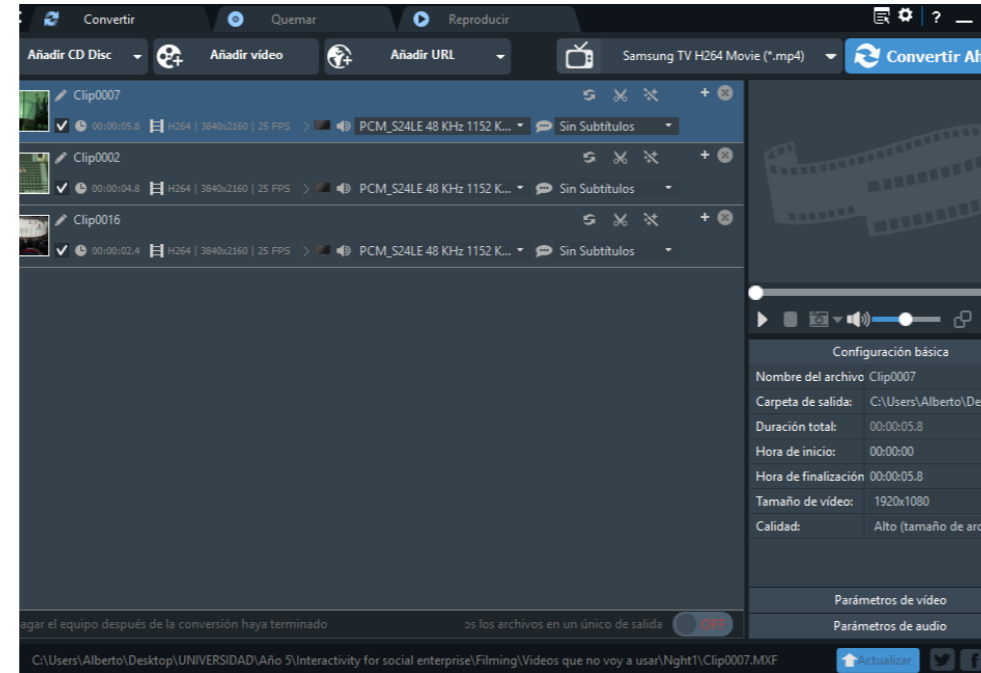 Convertir
Quemar
Reproducir
?
Añadir CD Disc
Añadir vídeo
Añadir URL
Samsung TV H264 Movie (*.mp4)
Convertir Ah
Clip0007
00:00:05.8 H264 | 3840x2160 | 25 FPS > PCM_S24LE 48 KHz 1152 K... Sin Subtítulos
Clip0002
00:00:04.8 H264 | 3840x2160 | 25 FPS > PCM_S24LE 48 KHz 1152 K... Sin Subtítulos
Clip0016
00:00:02.4 H264 | 3840x2160 | 25 FPS > PCM_S24LE 48 KHz 1152 K... Sin Subtítulos
Configuración básica
Nombre del archivo Clip0007
Carpeta de salida: C:\Users\Alberto\De
Duración total: 00:00:05.8
Hora de inicio: 00:00:00
Hora de finalización 00:00:05.8
Tamaño de vídeo: 1920x1080
Calidad: Alto (tamaño de arc
Parámetros de vídeo
Parámetros de audio
agar el equipo después de la conversión haya terminado
os los archivos en un único de salida OFF
C:\Users\Alberto\Desktop\UNIVERSIDAD\Año 5\Interactivity for social enterprise\Filming\Videos que no voy a usar\Nght1\Clip0007.MXF
Actualizar